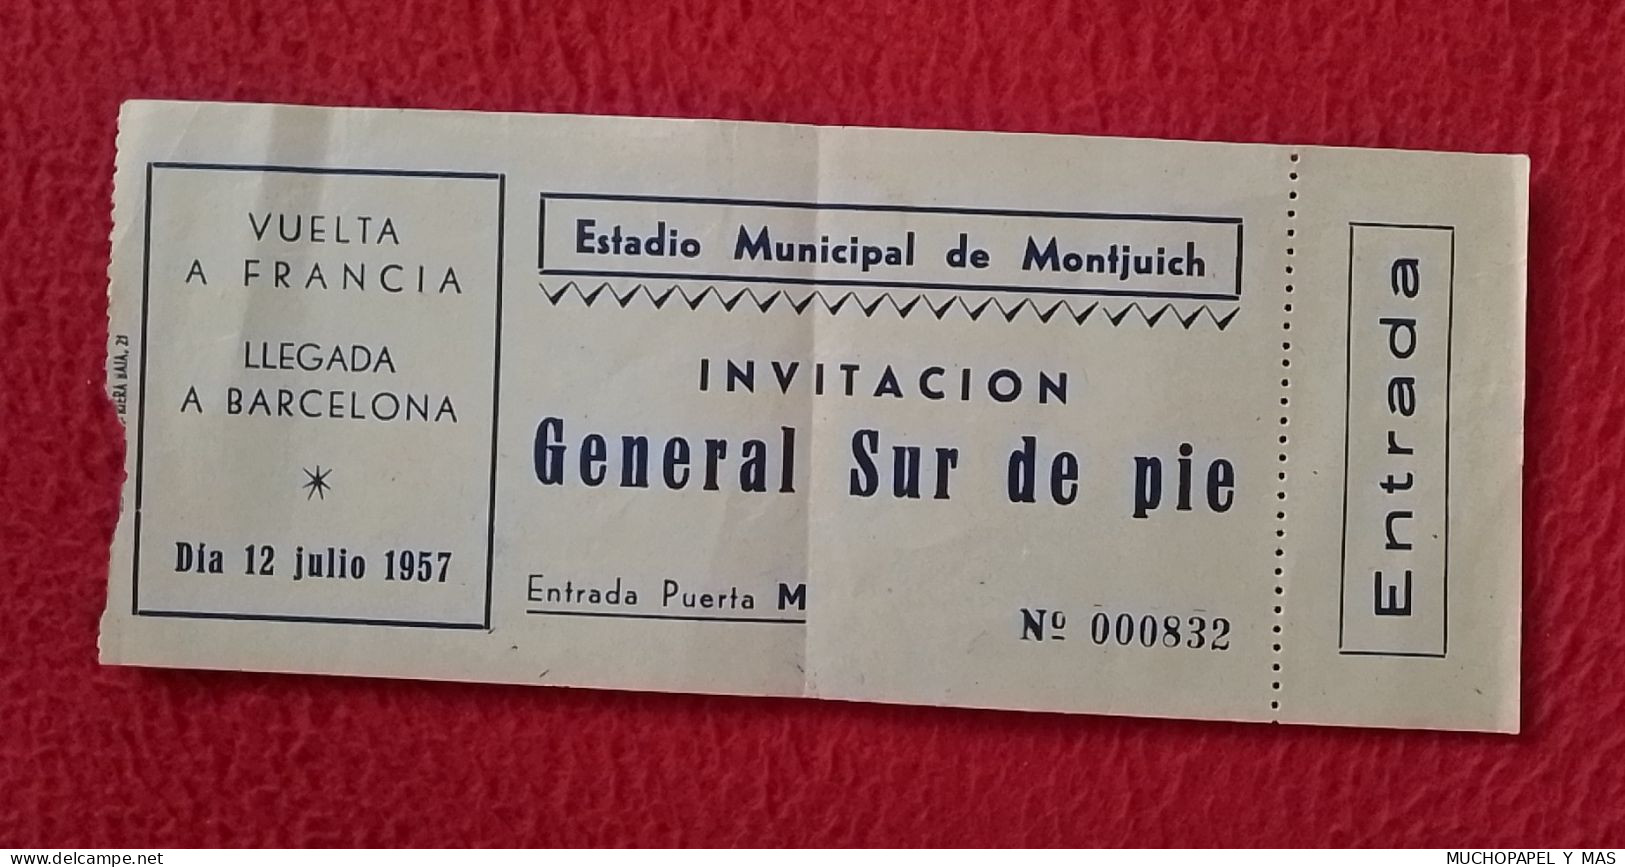 VUELTA
A FRANCIA
LLEGADA
A BARCELONA
Día 12 julio 1957
Estadio Municipal de Montjuich
INVITACION
General Sur de pie
Entrada Puerta M
Nº 000832
Entrada
MUCHOPAPEL Y MAS
www.delcampe.net